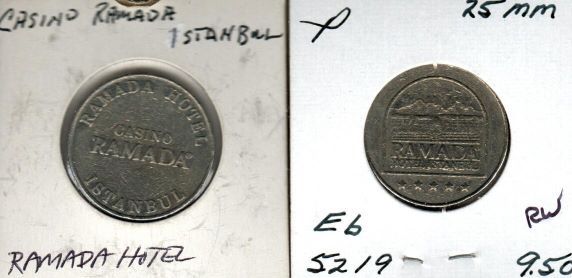 CASINO RAMADA
ISTANBUL
RAMADA HOTEL
CASINO
RAMADA
ISTANBUL
RAMADA HOTEL
25 mm
RAMADA
Eb
RW
5219 - - 9.50